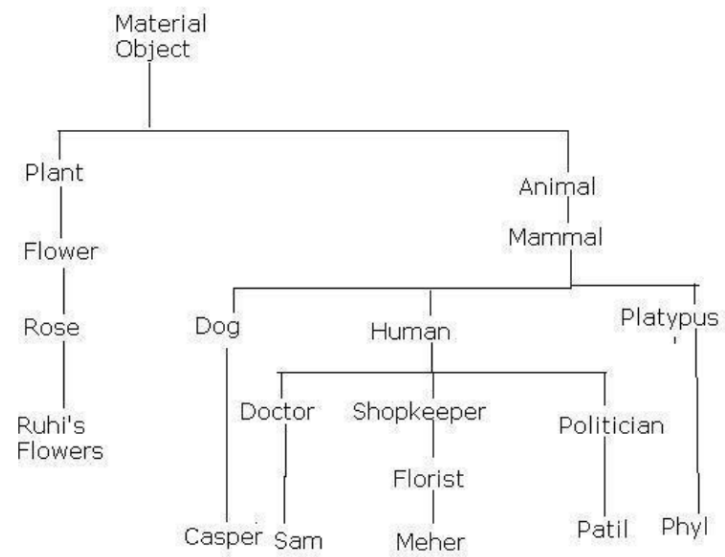 Material
Object
Plant
Animal
Mammal
Flower
Rose
Dog
Human
Platypus
Doctor
Shopkeeper
Politician
Ruhi's
Flowers
Florist
Casper
Sam
Meher
Patil
Phyl